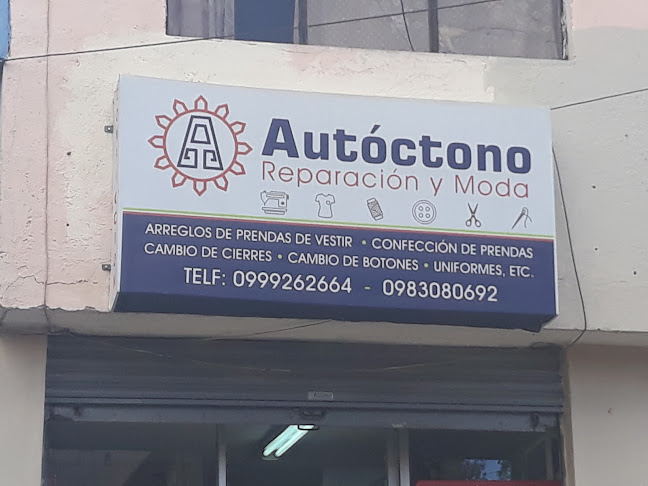 Autóctono
Reparación y Moda
ARREGLOS DE PRENDAS DE VESTIR • CONFECCIÓN DE PRENDAS
CAMBIO DE CIERRES • CAMBIO DE BOTONES • UNIFORMES, ETC.
TELF: 0999262664 - 0983080692